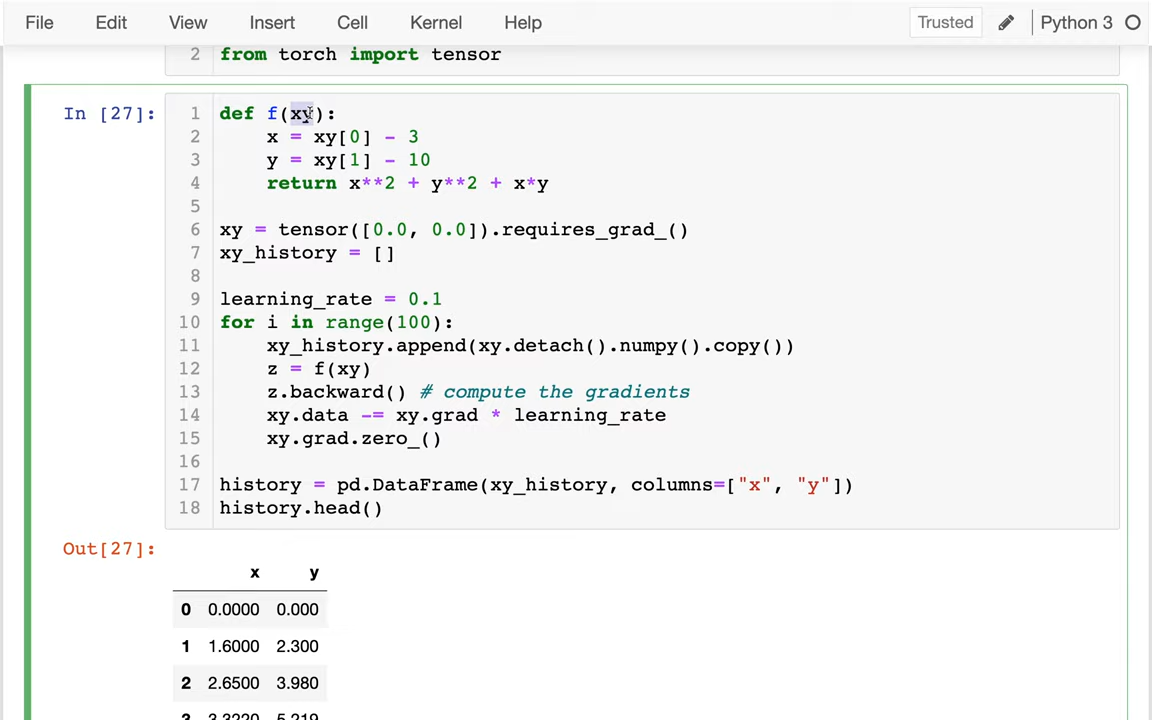 File Edit View Insert Cell Kernel Help Trusted Python 3
2 from torch import tensor
In [27]:
1 def f(xy):
2     x = xy[0] - 3
3     y = xy[1] - 10
4     return x**2 + y**2 + x*y
5
6 xy = tensor([0.0, 0.0]).requires_grad_()
7 xy_history = []
8
9 learning_rate = 0.1
10 for i in range(100):
11     xy_history.append(xy.detach().numpy().copy())
12     z = f(xy)
13     z.backward() # compute the gradients
14     xy.data -= xy.grad * learning_rate
15     xy.grad.zero_()
16
17 history = pd.DataFrame(xy_history, columns=["x", "y"])
18 history.head()
Out[27]:
x y
0 0.0000 0.000
1 1.6000 2.300
2 2.6500 3.980
3 3.3220 5.219